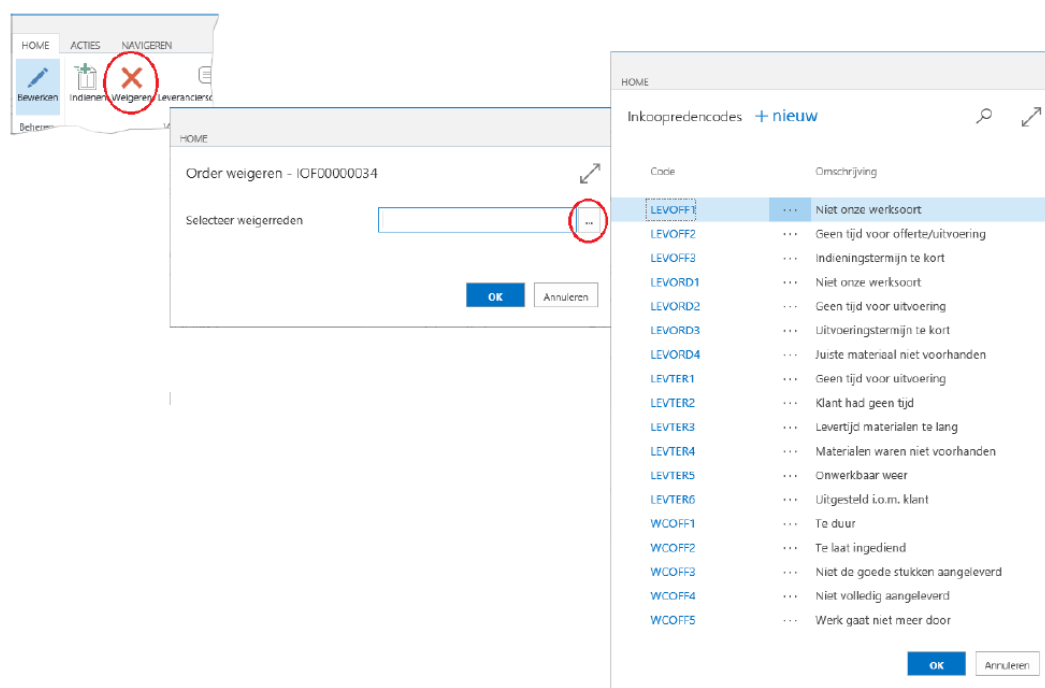 HOME ACTIES NAVIGEREN
Bewerken Indienen Weigeren
Beheren
HOME
Order weigeren - IOF00000034
Selecteer weigerreden ...
OK Annuleren
HOME
Inkoopredencodes + nieuw
Code Omschrijving
LEVOFF1 ... Niet onze werksoort
LEVOFF2 ... Geen tijd voor offerte/uitvoering
LEVOFF3 ... Indieningstermijn te kort
LEVORD1 ... Niet onze werksoort
LEVORD2 ... Geen tijd voor uitvoering
LEVORD3 ... Uitvoeringstermijn te kort
LEVORD4 ... Juiste materiaal niet voorhanden
LEVTER1 ... Geen tijd voor uitvoering
LEVTER2 ... Klant had geen tijd
LEVTER3 ... Levertijd materialen te lang
LEVTER4 ... Materialen waren niet voorhanden
LEVTER5 ... Onwerkbaar weer
LEVTER6 ... Uitgesteld i.o.m. klant
WCOFF1 ... Te duur
WCOFF2 ... Te laat ingediend
WCOFF3 ... Niet de goede stukken aangeleverd
WCOFF4 ... Niet volledig aangeleverd
WCOFF5 ... Werk gaat niet meer door
OK Annuleren